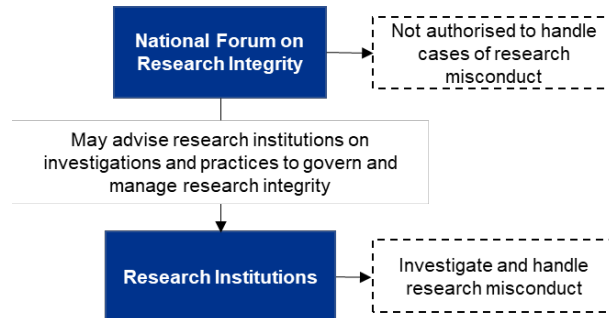 National Forum on
Research Integrity
Not authorised to handle
cases of research
misconduct
May advise research institutions on
investigations and practices to govern and
manage research integrity
Research Institutions
Investigate and handle
research misconduct